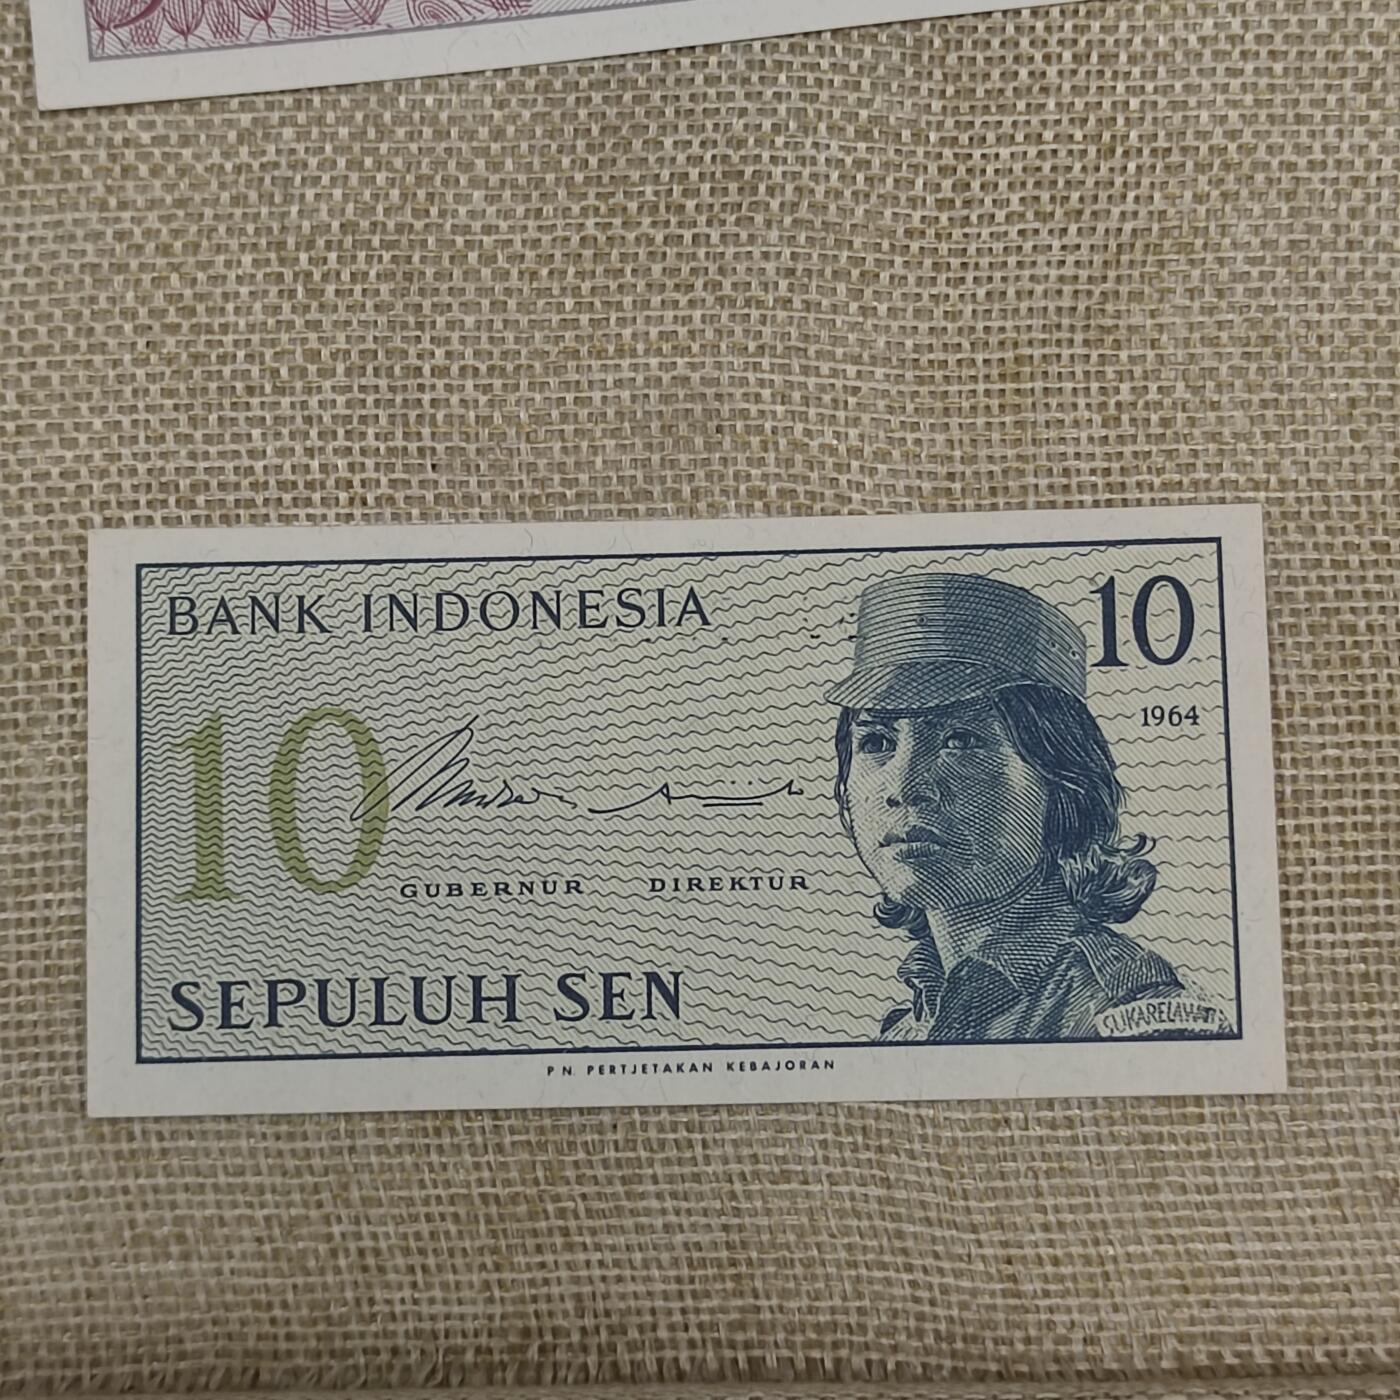 BANK INDONESIA
10
1964
10
GUBERNUR DIREKTUR
SEPULUH SEN
SUKARELAWATI
P.N. PERTJETAKAN KEBAJORAN